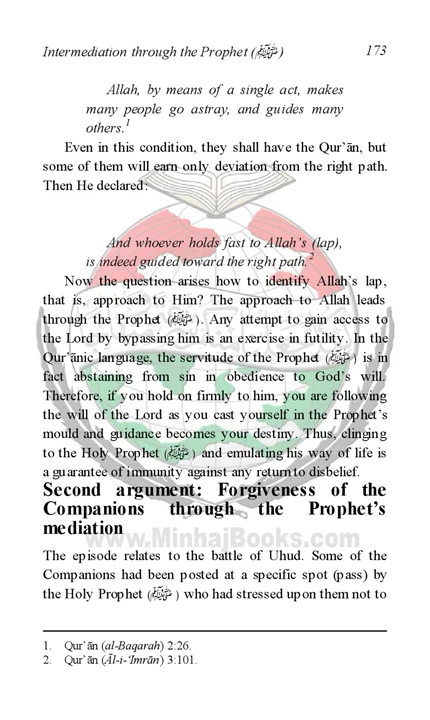 Intermediation through the Prophet (ﷺ) 173
Allah, by means of a single act, makes
many people go astray, and guides many
others.1
Even in this condition, they shall have the Qur’ān, but
some of them will earn only deviation from the right path.
Then He declared:
And whoever holds fast to Allah’s (lap),
is indeed guided toward the right path.2
Now the question arises how to identify Allah’s lap,
that is, approach to Him? The approach to Allah leads
through the Prophet (ﷺ). Any attempt to gain access to
the Lord by bypassing him is an exercise in futility. In the
Qur’ānic language, the servitude of the Prophet (ﷺ) is in
fact abstaining from sin in obedience to God’s will.
Therefore, if you hold on firmly to him, you are following
the will of the Lord as you cast yourself in the Prophet’s
mould and guidance becomes your destiny. Thus, clinging
to the Holy Prophet (ﷺ) and emulating his way of life is
a guarantee of immunity against any return to disbelief.
Second argument: Forgiveness of the
Companions through the Prophet’s
mediation
www.MinhajBooks.com
The episode relates to the battle of Uhud. Some of the
Companions had been posted at a specific spot (pass) by
the Holy Prophet (ﷺ) who had stressed upon them not to
1. Qur’ān (al-Baqarah) 2:26.
2. Qur’ān (Āl-i-‘Imrān) 3:101.